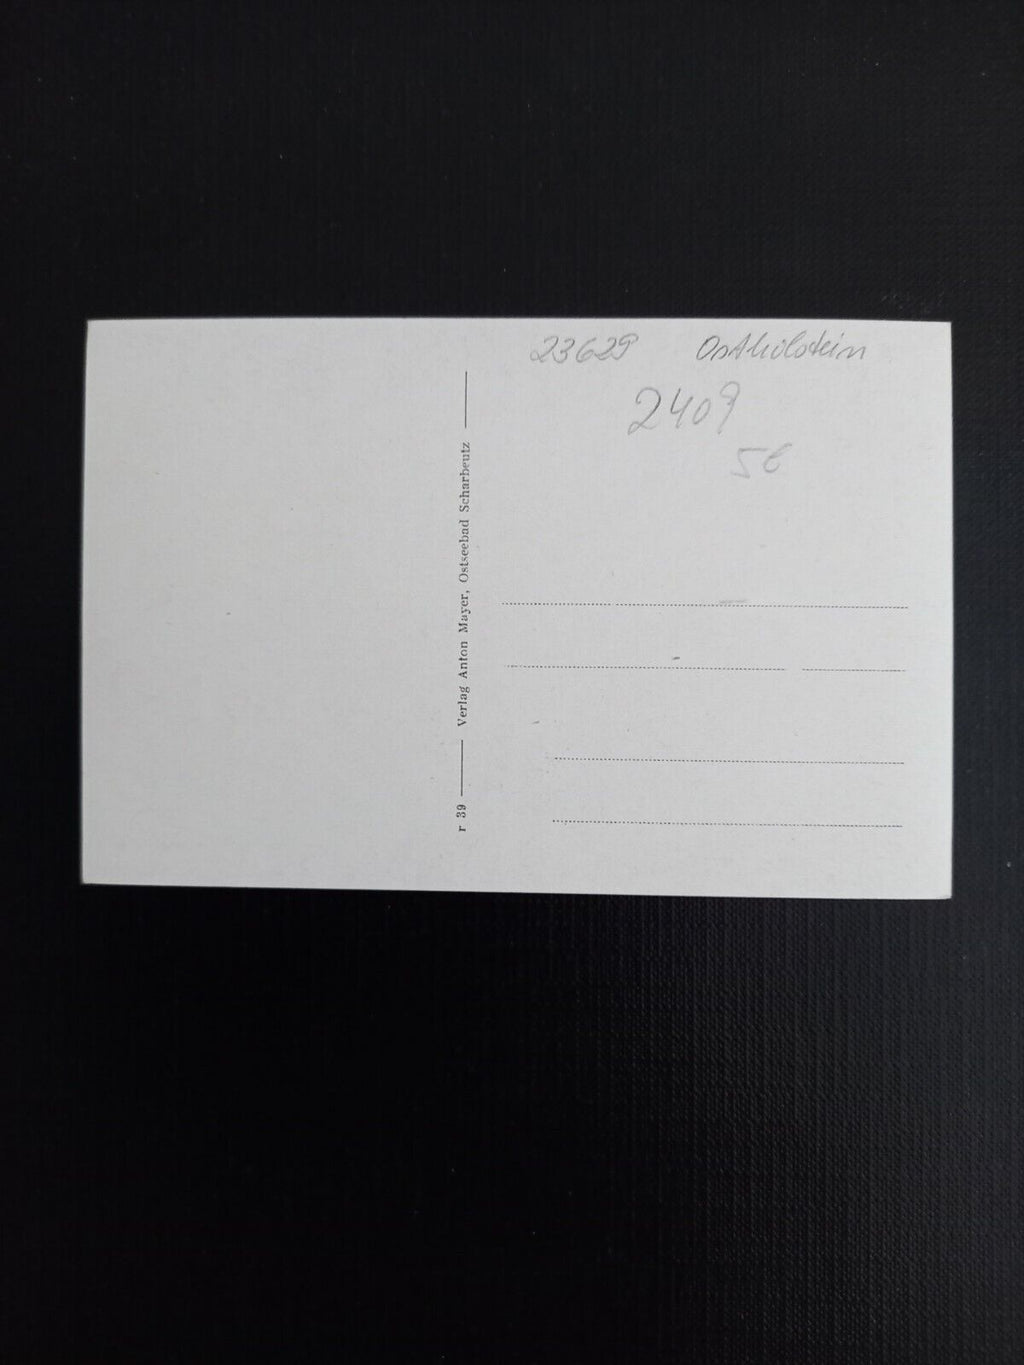 23629 Ostholstein
2409
5€
r 39 Verlag Anton Mayer, Ostseebad Scharbeutz